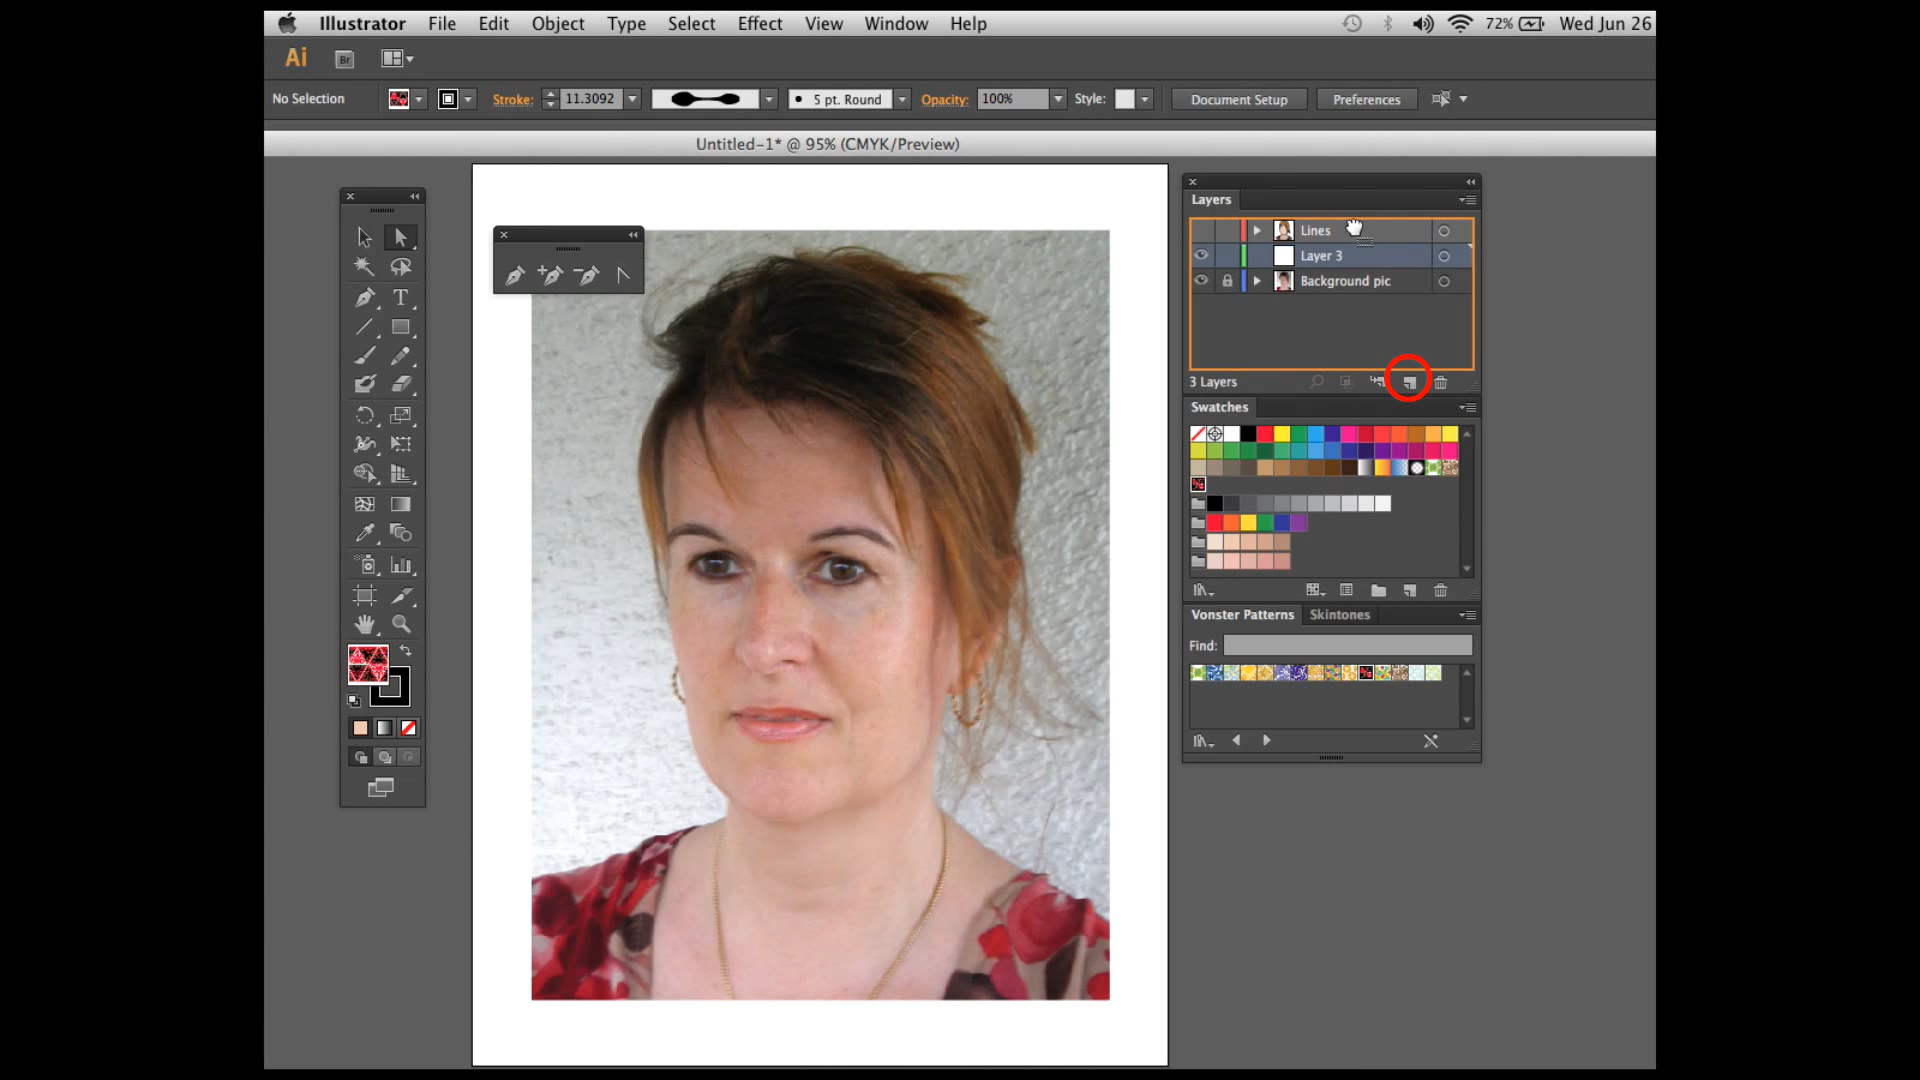 Illustrator File Edit Object Type Select Effect View Window Help 72% Wed Jun 26
Ai Br
No Selection Stroke: 11.3092 5 pt. Round Opacity: 100% Style: Document Setup Preferences
Untitled-1* @ 95% (CMYK/Preview)
Layers
Lines
Layer 3
Background pic
3 Layers
Swatches
Vonster Patterns Skintones
Find: